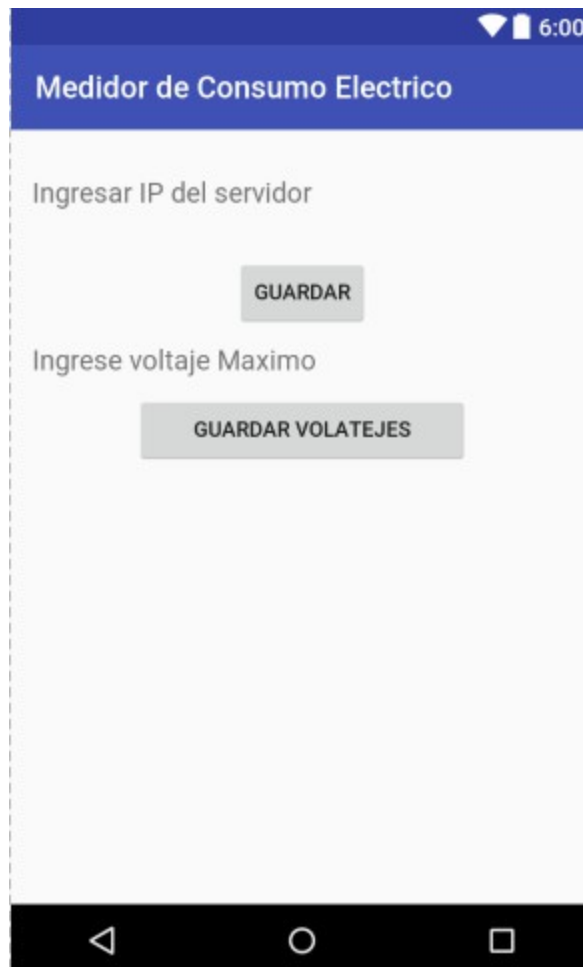 6:00
Medidor de Consumo Electrico
Ingresar IP del servidor
GUARDAR
Ingrese voltaje Maximo
GUARDAR VOLATEJES